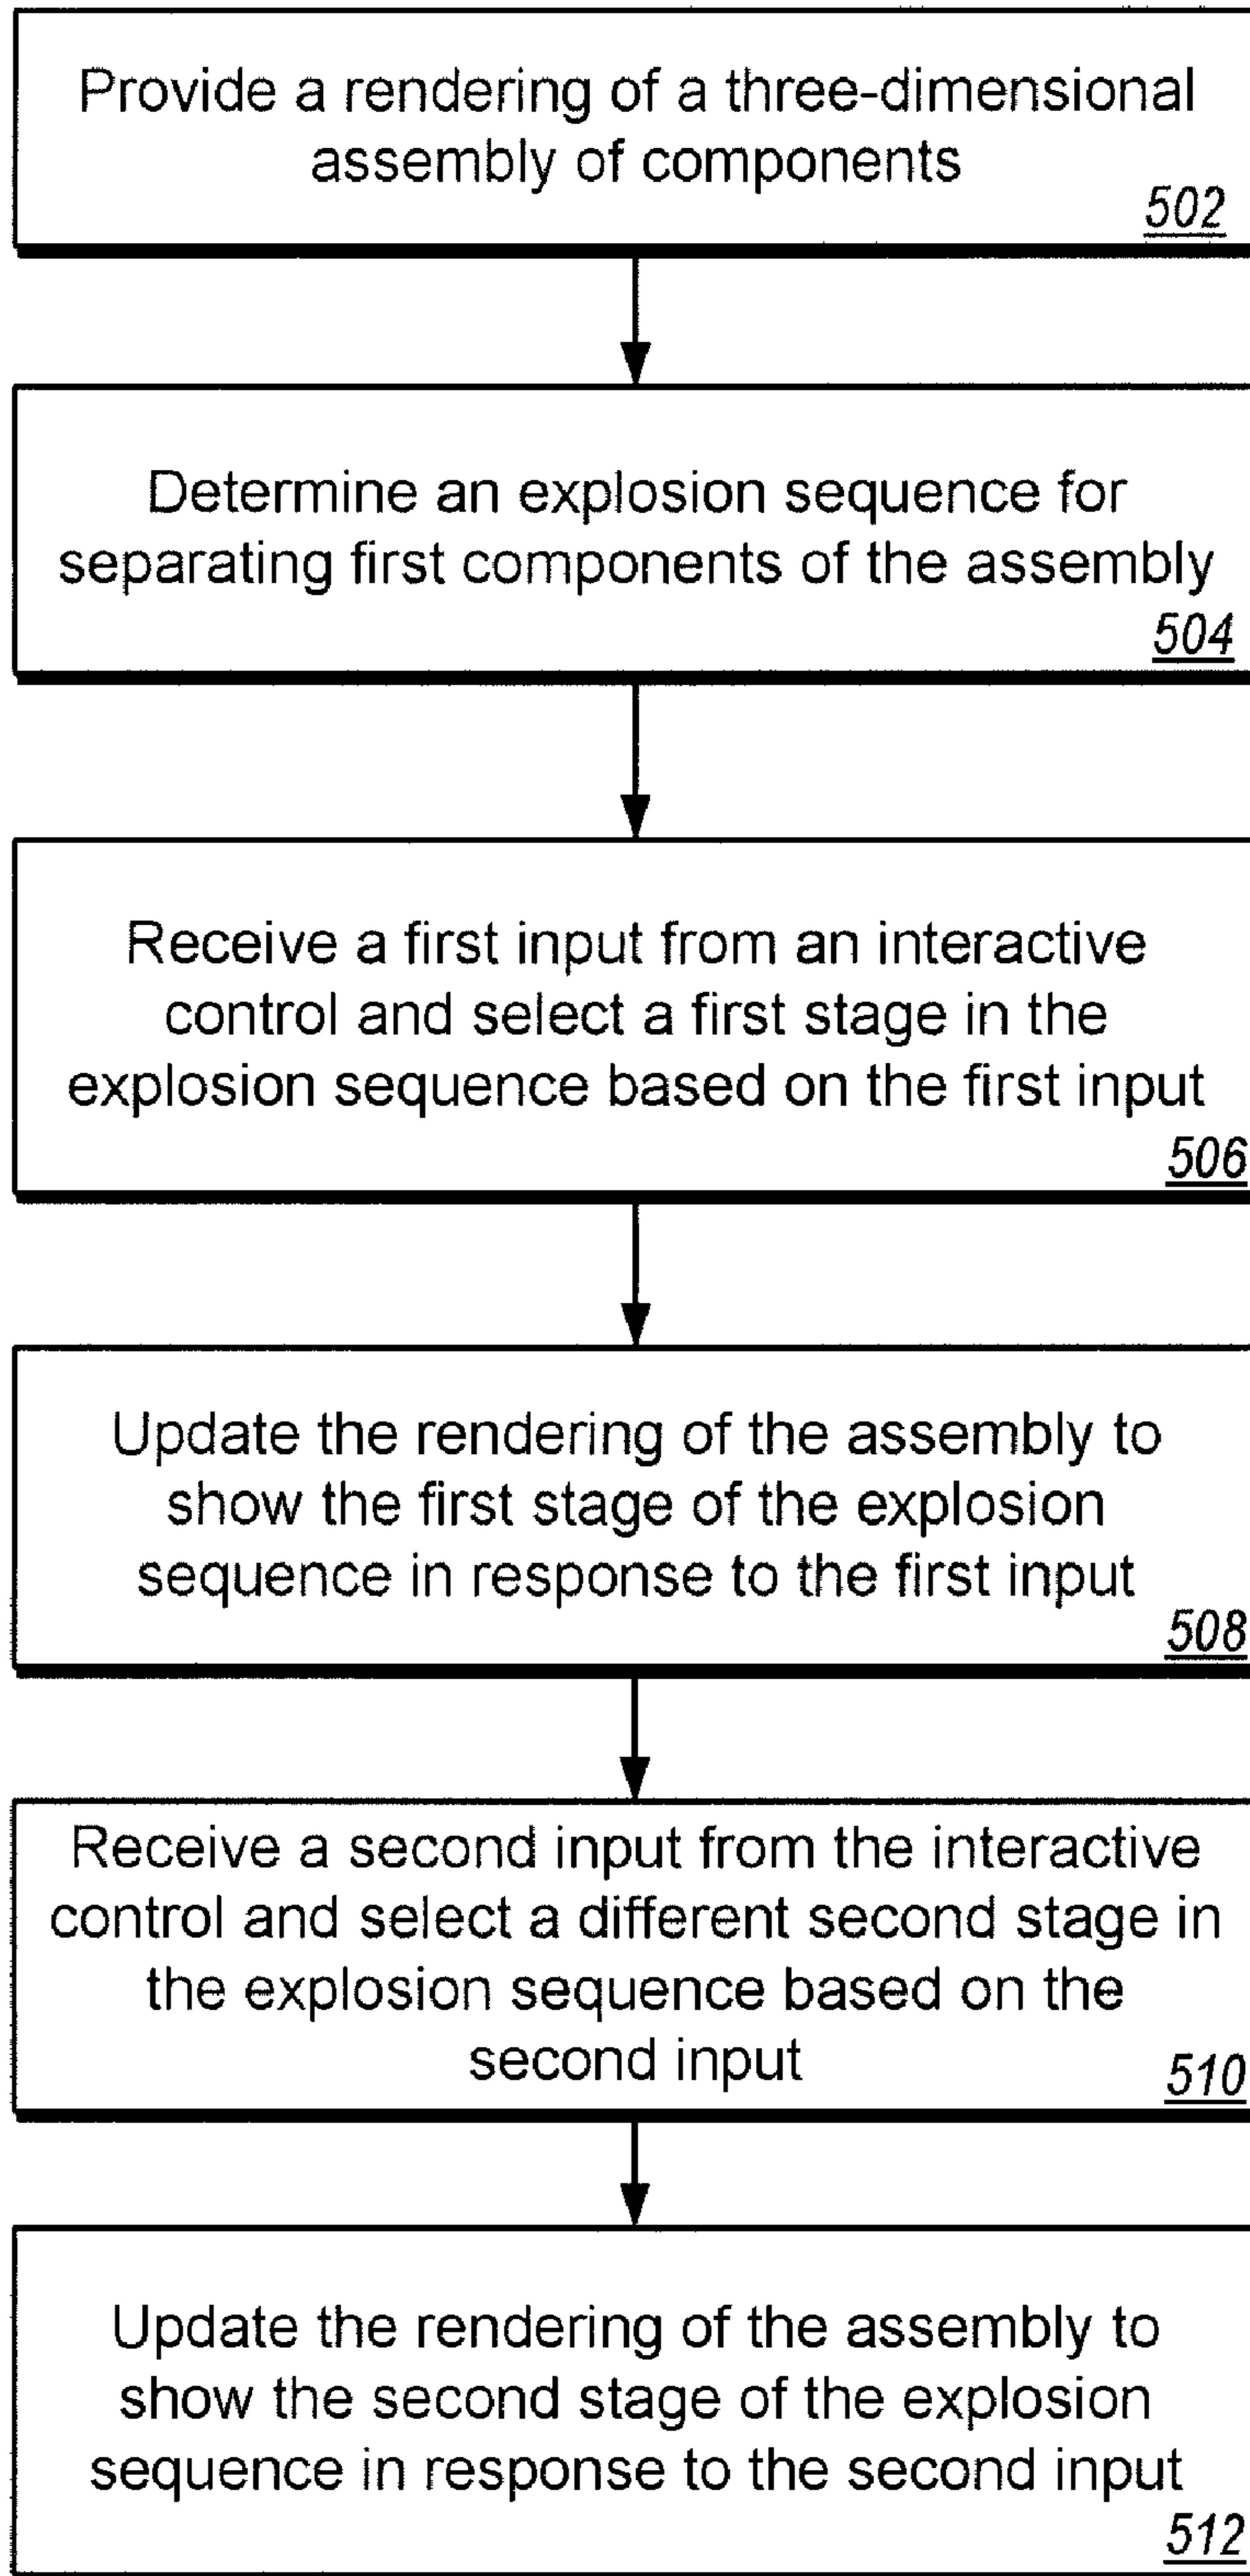 Provide a rendering of a three-dimensional
assembly of components
502
Determine an explosion sequence for
separating first components of the assembly
504
Receive a first input from an interactive
control and select a first stage in the
explosion sequence based on the first input
506
Update the rendering of the assembly to
show the first stage of the explosion
sequence in response to the first input
508
Receive a second input from the interactive
control and select a different second stage in
the explosion sequence based on the
second input
510
Update the rendering of the assembly to
show the second stage of the explosion
sequence in response to the second input
512